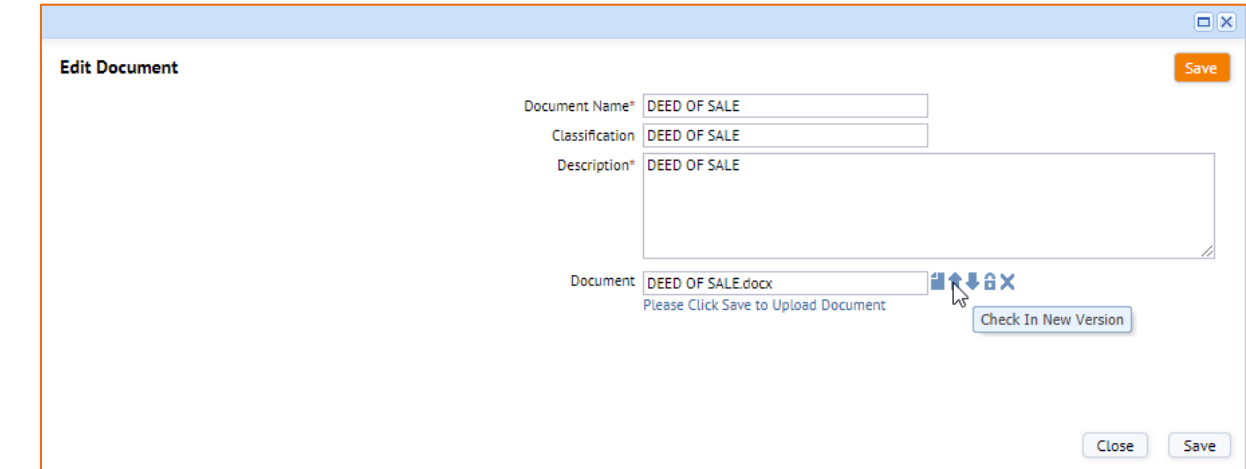 Edit Document
Save
Document Name* DEED OF SALE
Classification DEED OF SALE
Description* DEED OF SALE
Document DEED OF SALE.docx
Please Click Save to Upload Document
Check In New Version
Close Save